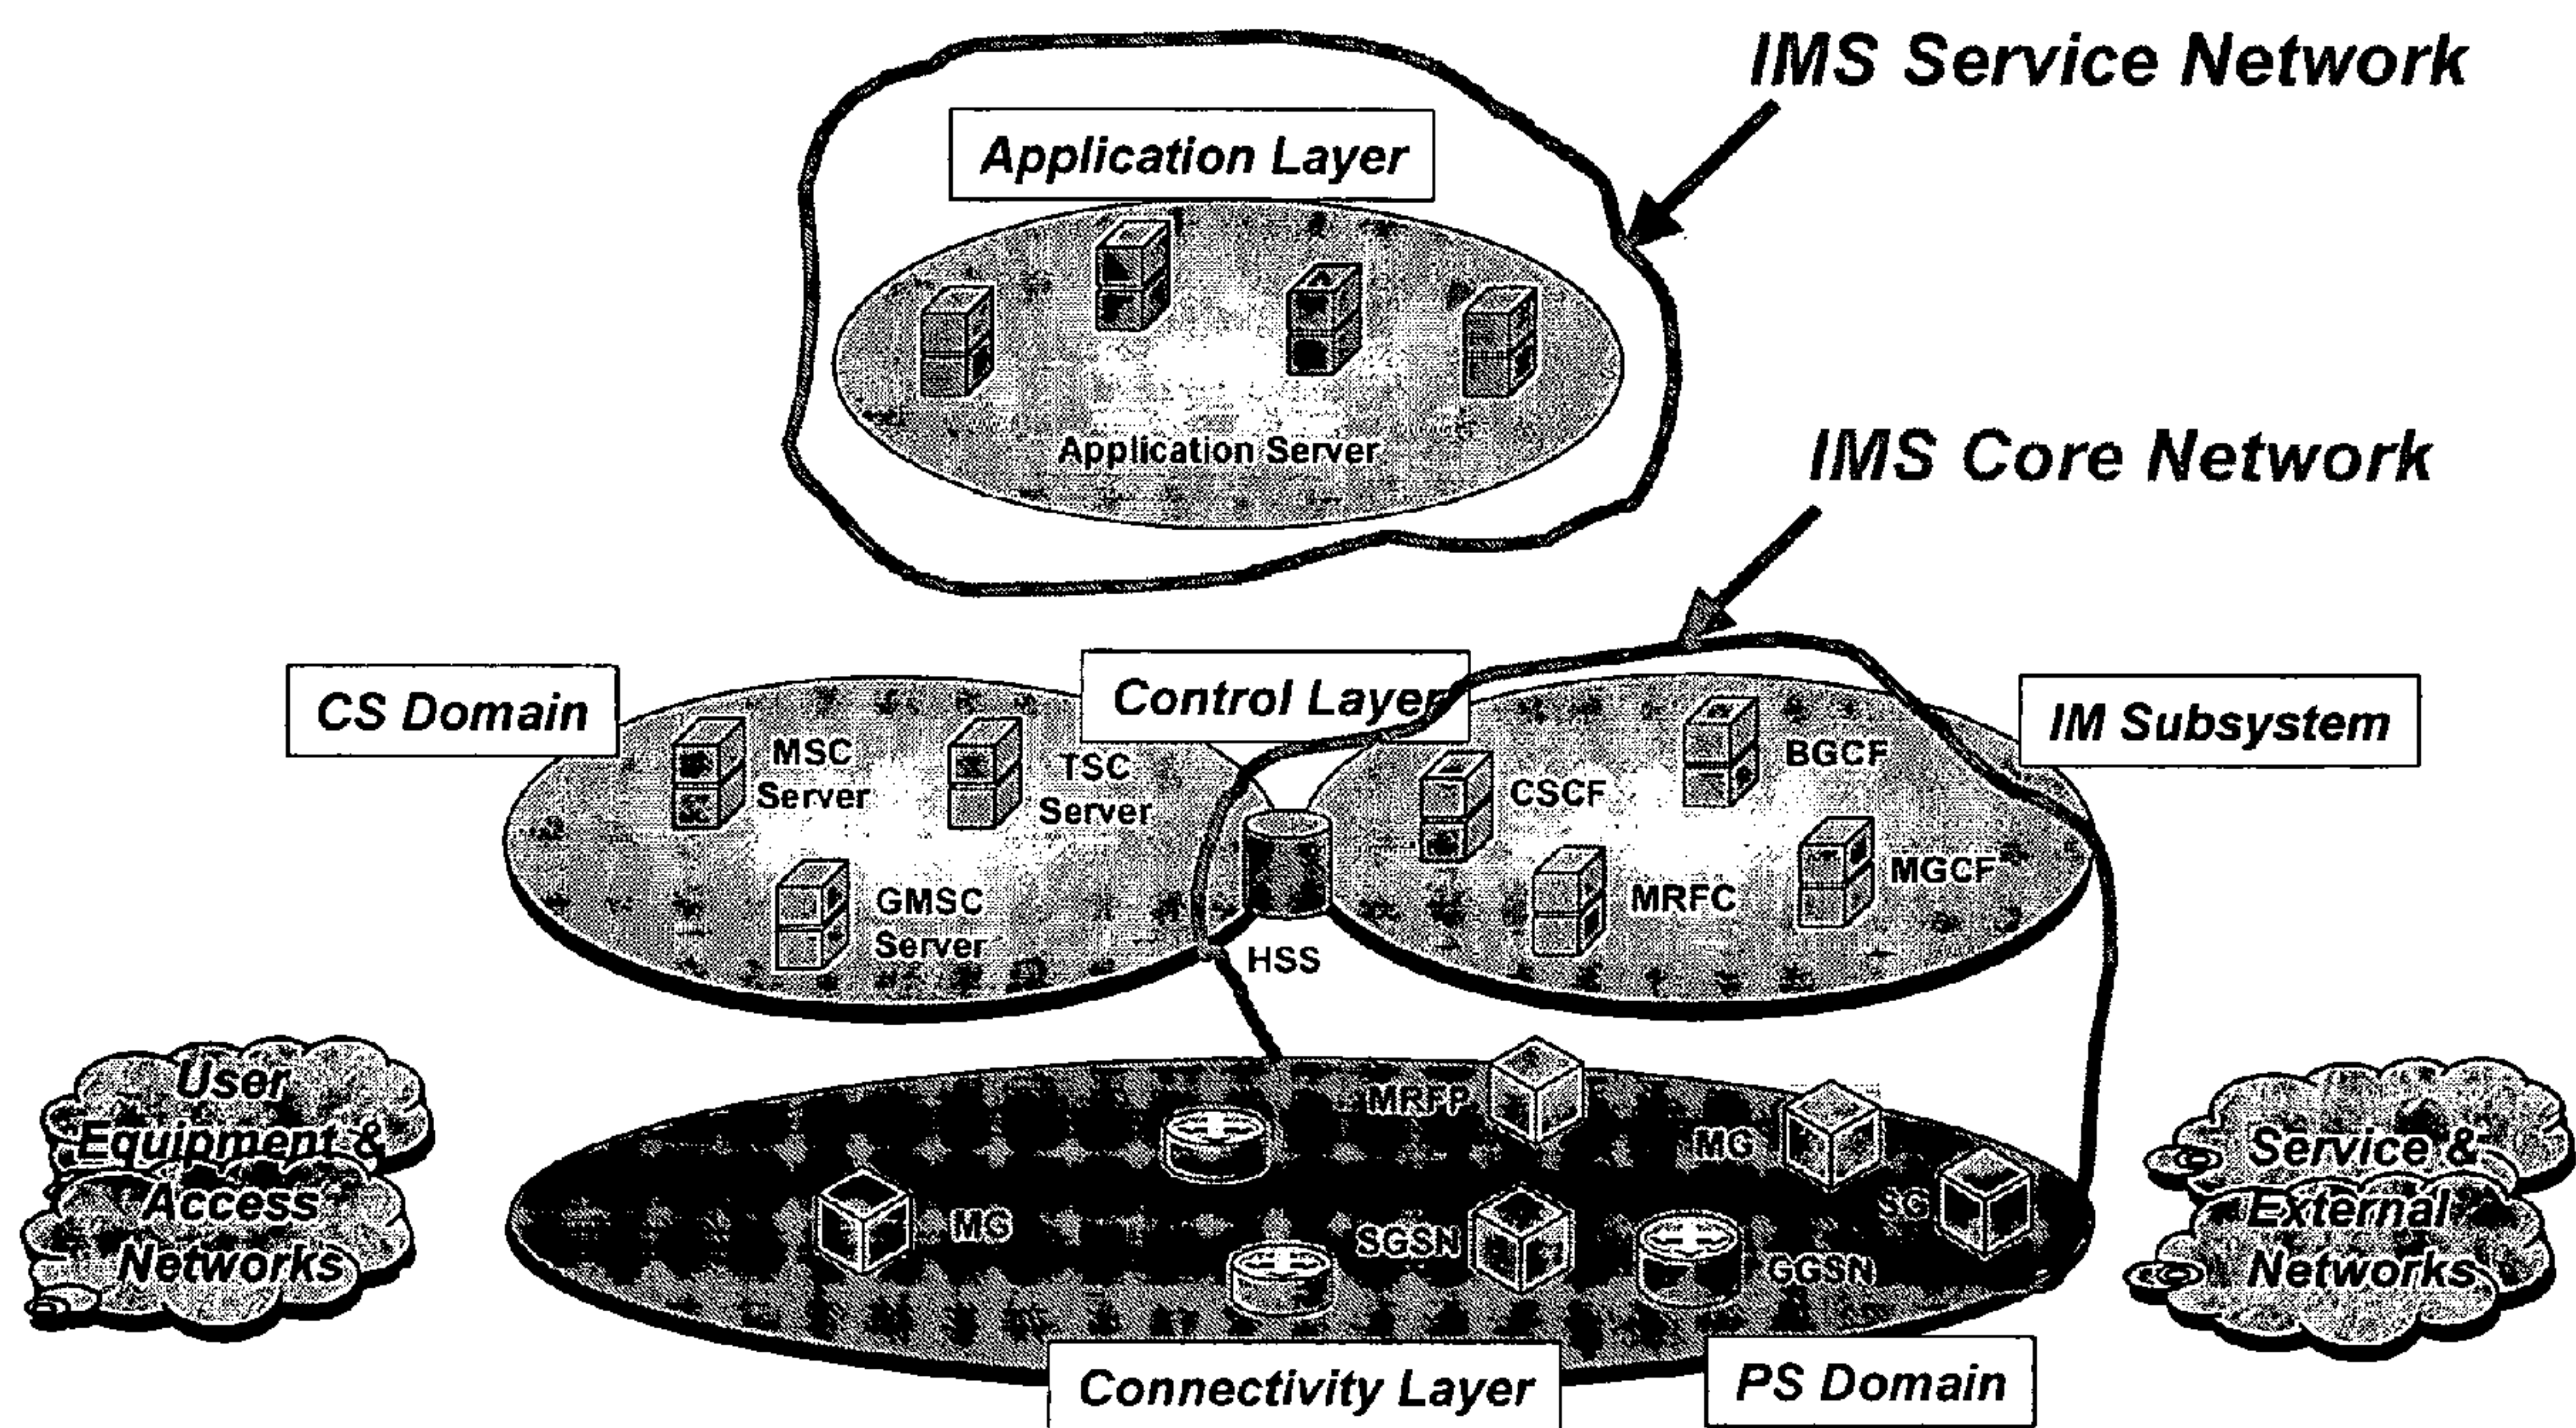 IMS Service Network
Application Layer
Application Server
IMS Core Network
CS Domain
Control Layer
IM Subsystem
MSC
Server
TSC
Server
GMSC
Server
HSS
CSCF
BGCF
MRFC
MGCF
User
Equipment &
Access
Networks
MRFP
MG
SG
MG
SGSN
GGSN
Service &
External
Networks
Connectivity Layer
PS Domain